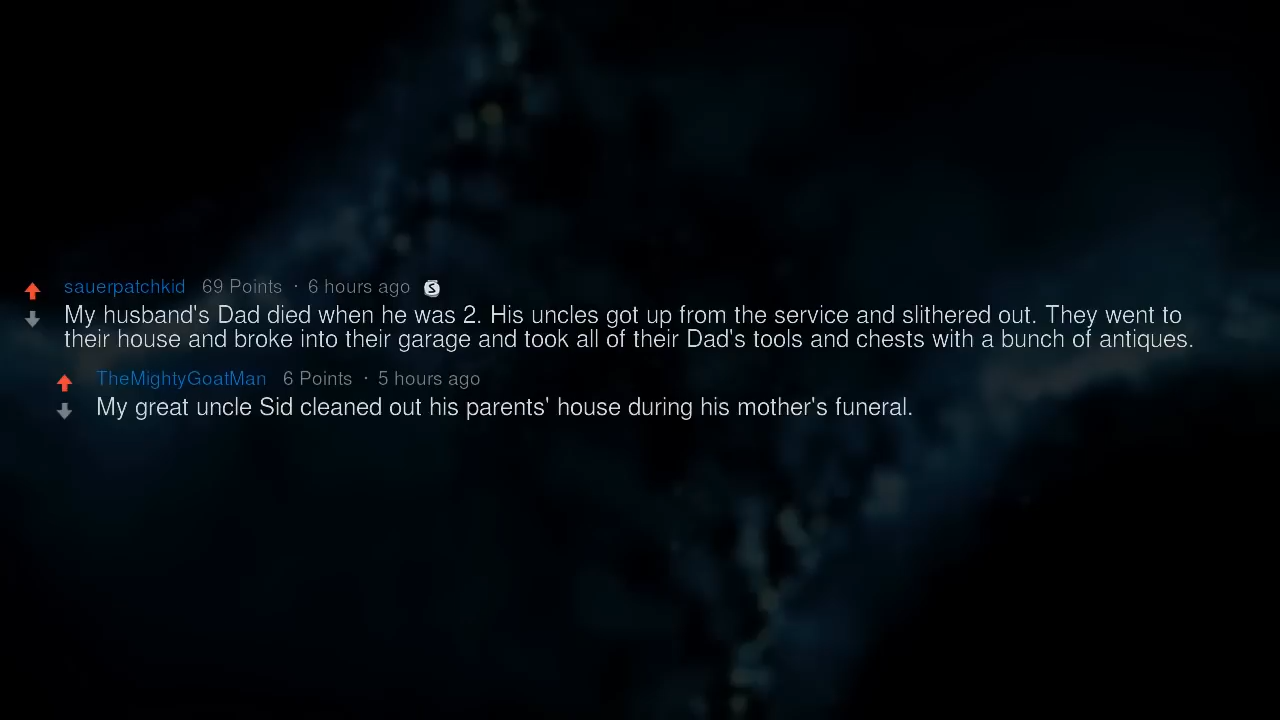 sauerpatchkid 69 Points · 6 hours ago S
My husband's Dad died when he was 2. His uncles got up from the service and slithered out. They went to
their house and broke into their garage and took all of their Dad's tools and chests with a bunch of antiques.
TheMightyGoatMan 6 Points · 5 hours ago
My great uncle Sid cleaned out his parents' house during his mother's funeral.